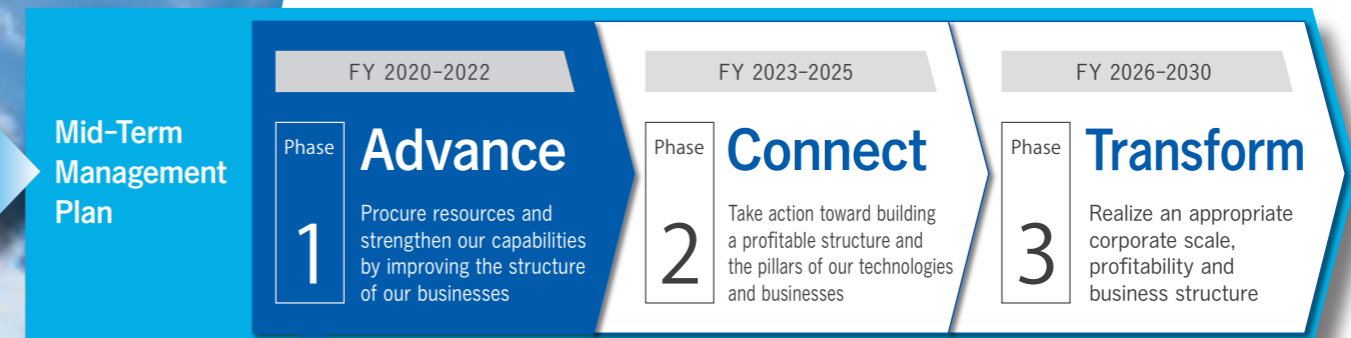 Mid-Term
Management
Plan
FY 2020-2022
Phase
1
Advance
Procure resources and
strengthen our capabilities
by improving the structure
of our businesses
FY 2023-2025
Phase
2
Connect
Take action toward building
a profitable structure and
the pillars of our technologies
and businesses
FY 2026-2030
Phase
3
Transform
Realize an appropriate
corporate scale,
profitability and
business structure